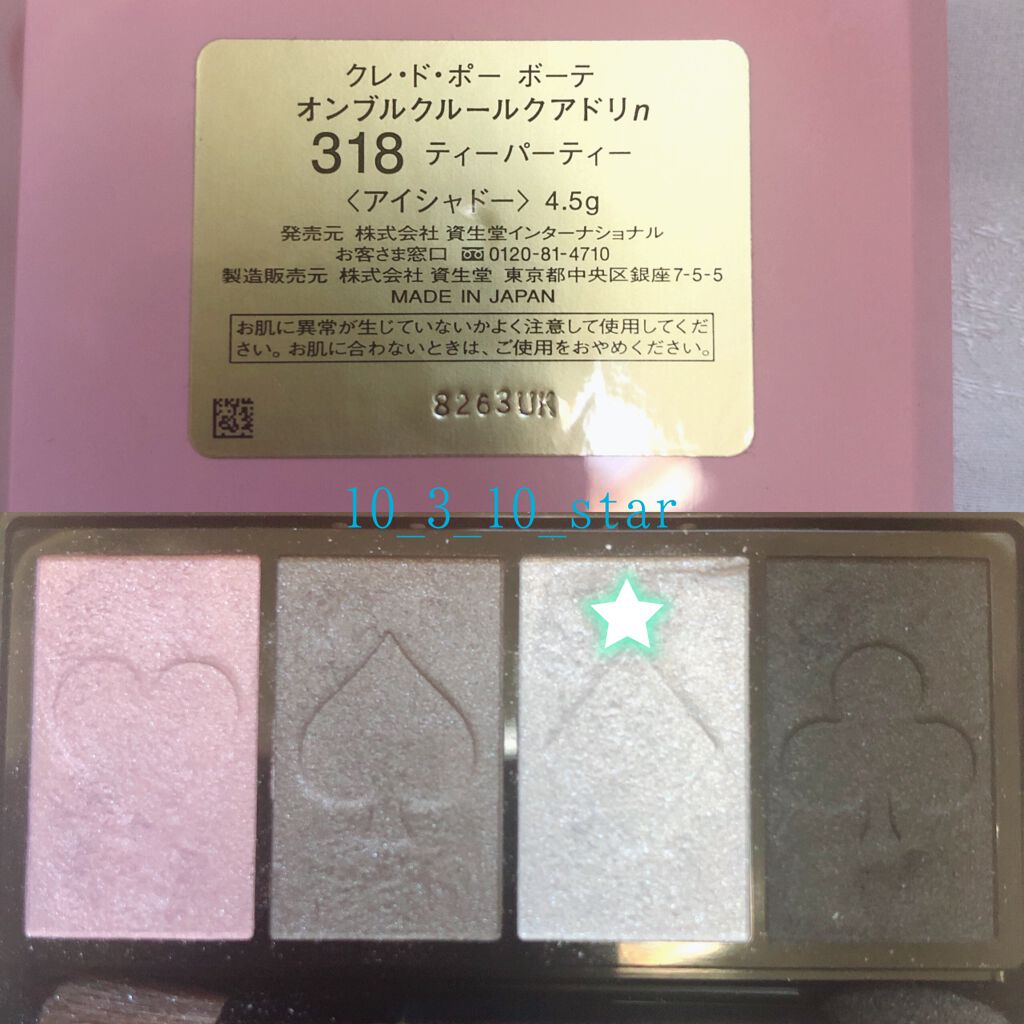 クレ・ド・ポー ボーテ
オンブルクルールクアドリn
318 ティーパーティー
〈アイシャドー〉 4.5g
発売元 株式会社 資生堂インターナショナル
お客さま窓口 0120-81-4710
製造販売元 株式会社 資生堂 東京都中央区銀座7-5-5
MADE IN JAPAN
お肌に異常が生じていないかよく注意して使用してくだ
さい。お肌に合わないときは、ご使用をおやめください。
8263UK
10_3_10_star